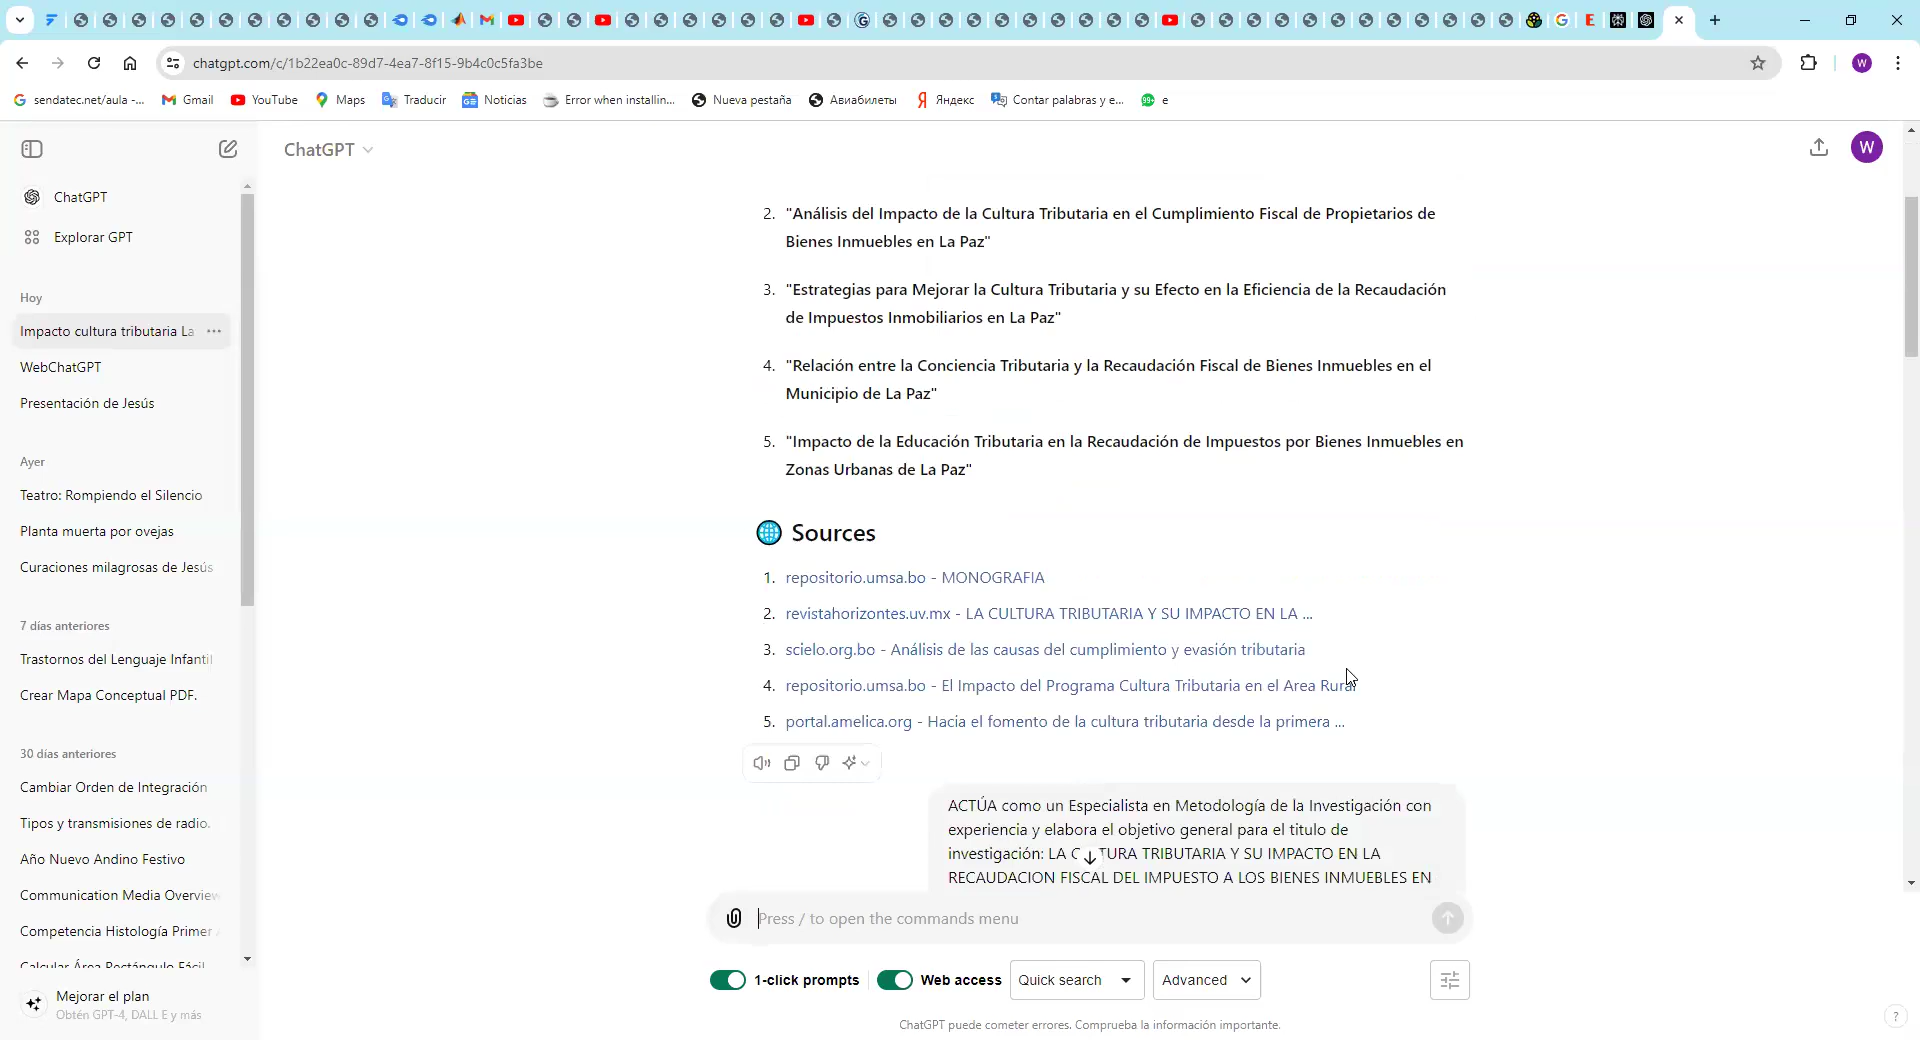 chatgpt.com/c/1b22ea0c-89d7-4ea7-8f15-9b4c0c5fa3be
W
sendatec.net/aula -...
Gmail
YouTube
Maps
Traducir
Noticias
Error when installin...
Nueva pestaña
Авиабилеты
Яндекс
Contar palabras y e...
99+
e
ChatGPT
W
ChatGPT
Explorar GPT
Hoy
Impacto cultura tributaria La
WebChatGPT
Presentación de Jesús
Ayer
Teatro: Rompiendo el Silencio
Planta muerta por ovejas
Curaciones milagrosas de Jesús
7 días anteriores
Trastornos del Lenguaje Infantil
Crear Mapa Conceptual PDF.
30 días anteriores
Cambiar Orden de Integración
Tipos y transmisiones de radio.
Año Nuevo Andino Festivo
Communication Media Overview
Competencia Histología Primer
Calcular Área Rectángulo Fácil
Mejorar el plan
Obtén GPT-4, DALL E y más
2. "Análisis del Impacto de la Cultura Tributaria en el Cumplimiento Fiscal de Propietarios de
Bienes Inmuebles en La Paz"
3. "Estrategias para Mejorar la Cultura Tributaria y su Efecto en la Eficiencia de la Recaudación
de Impuestos Inmobiliarios en La Paz"
4. "Relación entre la Conciencia Tributaria y la Recaudación Fiscal de Bienes Inmuebles en el
Municipio de La Paz"
5. "Impacto de la Educación Tributaria en la Recaudación de Impuestos por Bienes Inmuebles en
Zonas Urbanas de La Paz"
Sources
1. repositorio.umsa.bo - MONOGRAFIA
2. revistahorizontes.uv.mx - LA CULTURA TRIBUTARIA Y SU IMPACTO EN LA ...
3. scielo.org.bo - Análisis de las causas del cumplimiento y evasión tributaria
4. repositorio.umsa.bo - El Impacto del Programa Cultura Tributaria en el Area Rural
5. portal.amelica.org - Hacia el fomento de la cultura tributaria desde la primera ...
ACTÚA como un Especialista en Metodología de la Investigación con
experiencia y elabora el objetivo general para el titulo de
investigación: LA CULTURA TRIBUTARIA Y SU IMPACTO EN LA
RECAUDACION FISCAL DEL IMPUESTO A LOS BIENES INMUEBLES EN
Press / to open the commands menu
1-click prompts
Web access
Quick search
Advanced
ChatGPT puede cometer errores. Comprueba la información importante.
?